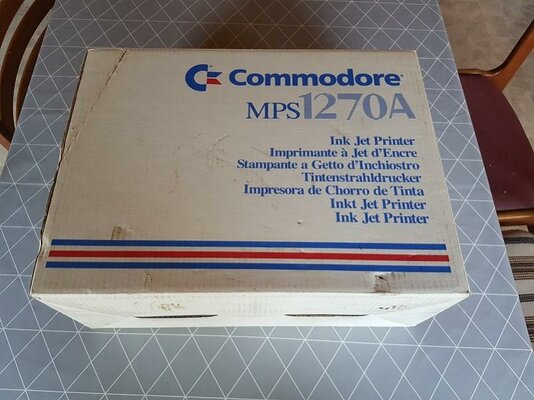 Commodore
MPS1270A
Ink Jet Printer
Imprimante à Jet d'Encre
Stampante a Getto d'Inchiostro
Tintenstrahldrucker
Impresora de Chorro de Tinta
Inkt Jet Printer
Ink Jet Printer